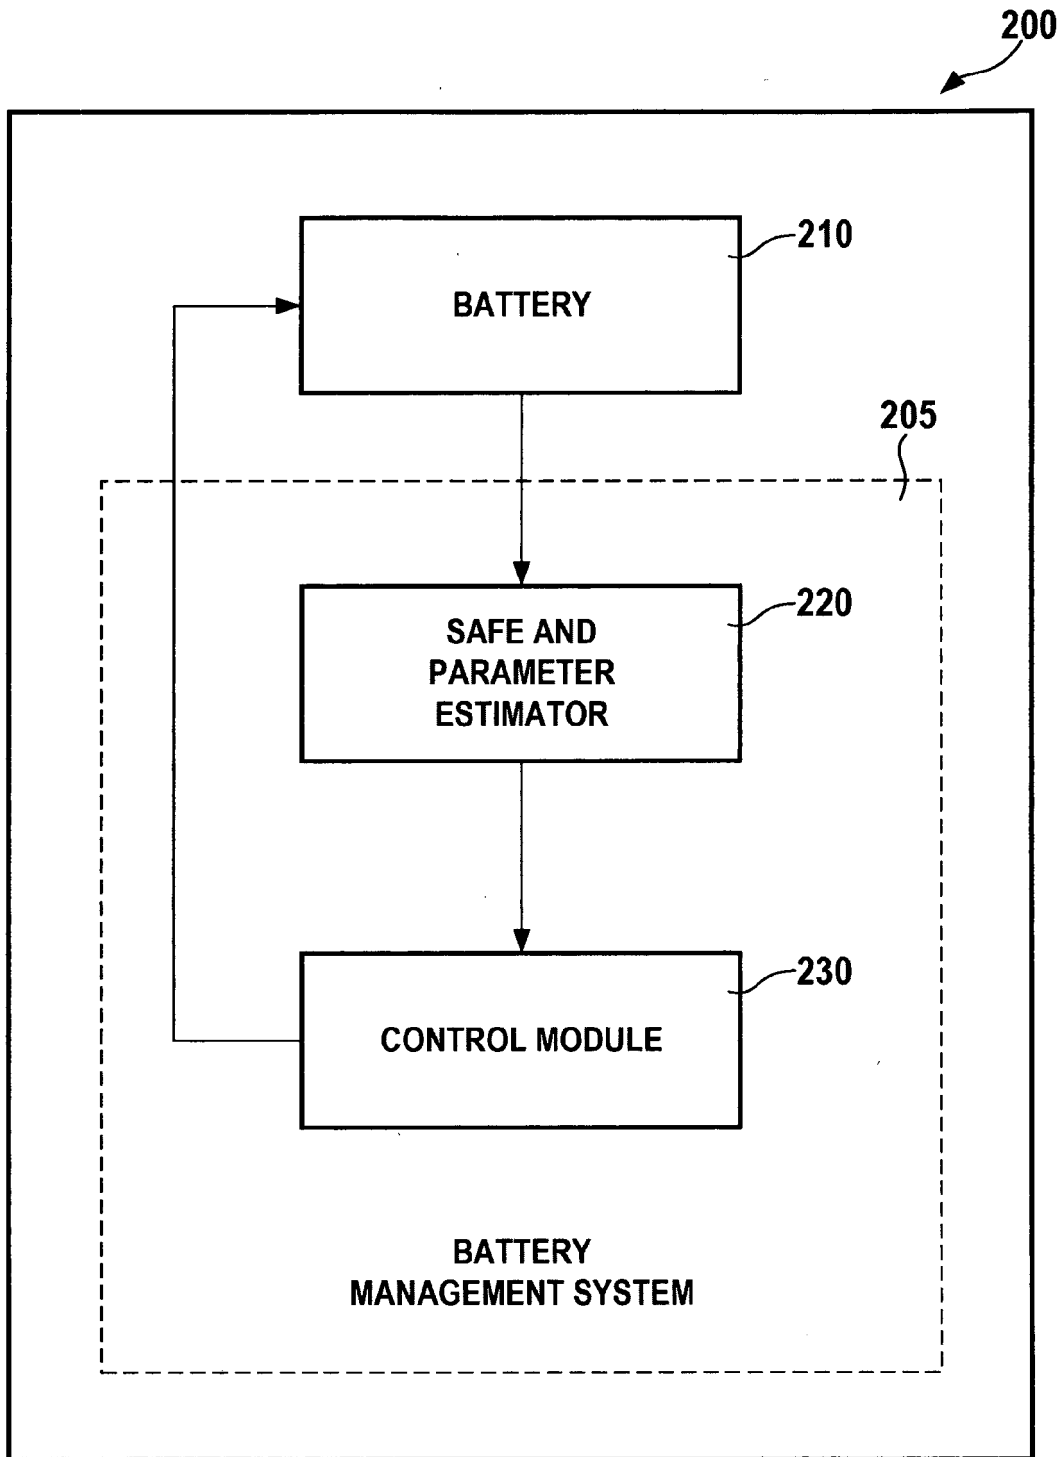 200
210
BATTERY
205
220
SAFE AND
PARAMETER
ESTIMATOR
230
CONTROL MODULE
BATTERY
MANAGEMENT SYSTEM